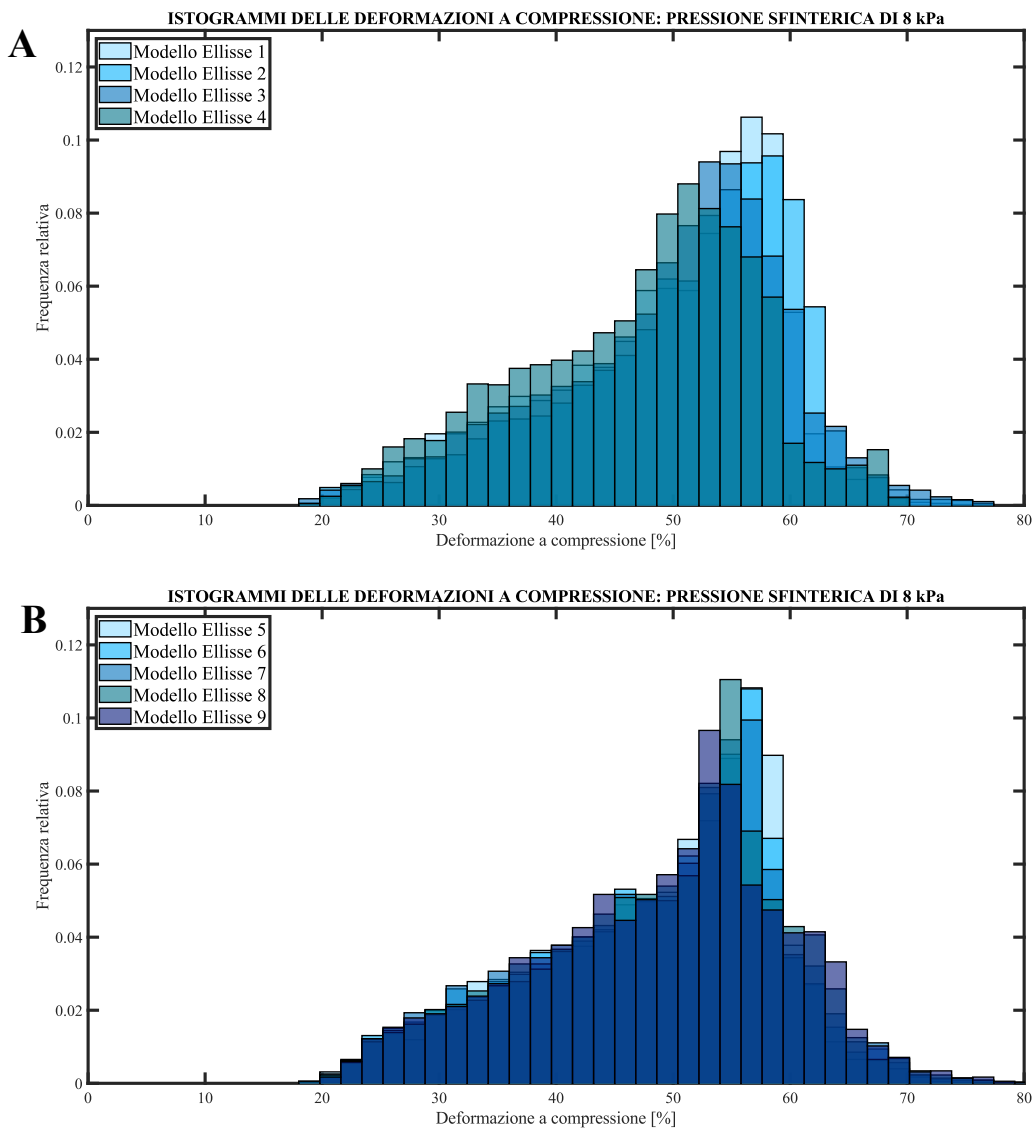 A
ISTOGRAMMI DELLE DEFORMAZIONI A COMPRESSIONE: PRESSIONE SFINTERICA DI 8 kPa
Modello Ellisse 1
Modello Ellisse 2
Modello Ellisse 3
Modello Ellisse 4
Frequenza relativa
0.12
0.1
0.08
0.06
0.04
0.02
0
0 10 20 30 40 50 60 70 80
Deformazione a compressione [%]
B
ISTOGRAMMI DELLE DEFORMAZIONI A COMPRESSIONE: PRESSIONE SFINTERICA DI 8 kPa
Modello Ellisse 5
Modello Ellisse 6
Modello Ellisse 7
Modello Ellisse 8
Modello Ellisse 9
Frequenza relativa
0.12
0.1
0.08
0.06
0.04
0.02
0
0 10 20 30 40 50 60 70 80
Deformazione a compressione [%]